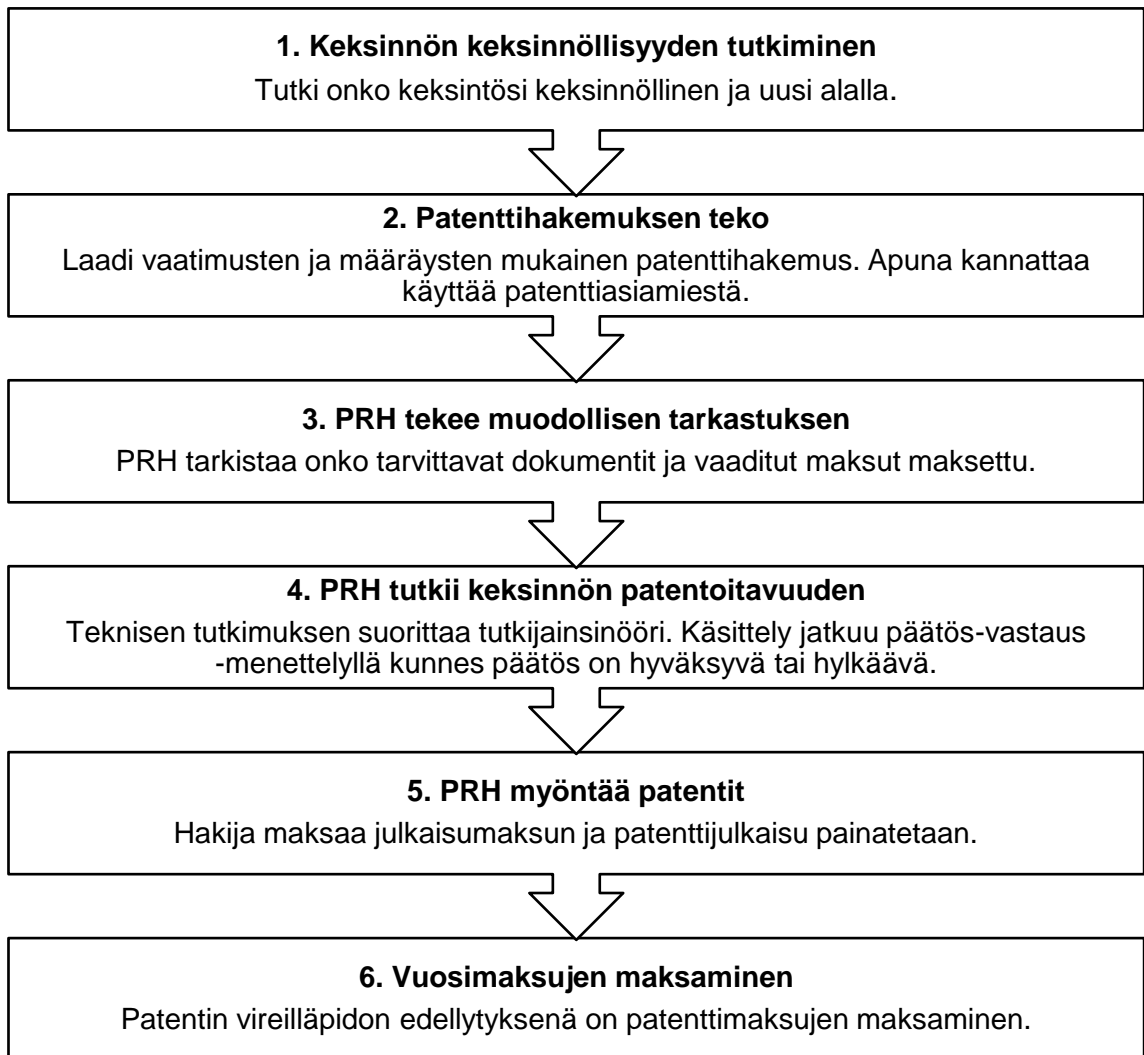 1. Keksinnön keksinnöllisyyden tutkiminen
Tutki onko keksintösi keksinnöllinen ja uusi alalla.
2. Patenttihakemuksen teko
Laadi vaatimusten ja määräysten mukainen patenttihakemus. Apuna kannattaa
käyttää patenttiasiamiestä.
3. PRH tekee muodollisen tarkastuksen
PRH tarkistaa onko tarvittavat dokumentit ja vaaditut maksut maksettu.
4. PRH tutkii keksinnön patentoitavuuden
Teknisen tutkimuksen suorittaa tutkijainsinööri. Käsittely jatkuu päätös-vastaus
-menettelyllä kunnes päätös on hyväksyvä tai hylkäävä.
5. PRH myöntää patentit
Hakija maksaa julkaisumaksun ja patenttijulkaisu painatetaan.
6. Vuosimaksujen maksaminen
Patentin vireilläpidon edellytyksenä on patenttimaksujen maksaminen.